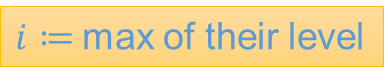 i := max of their level